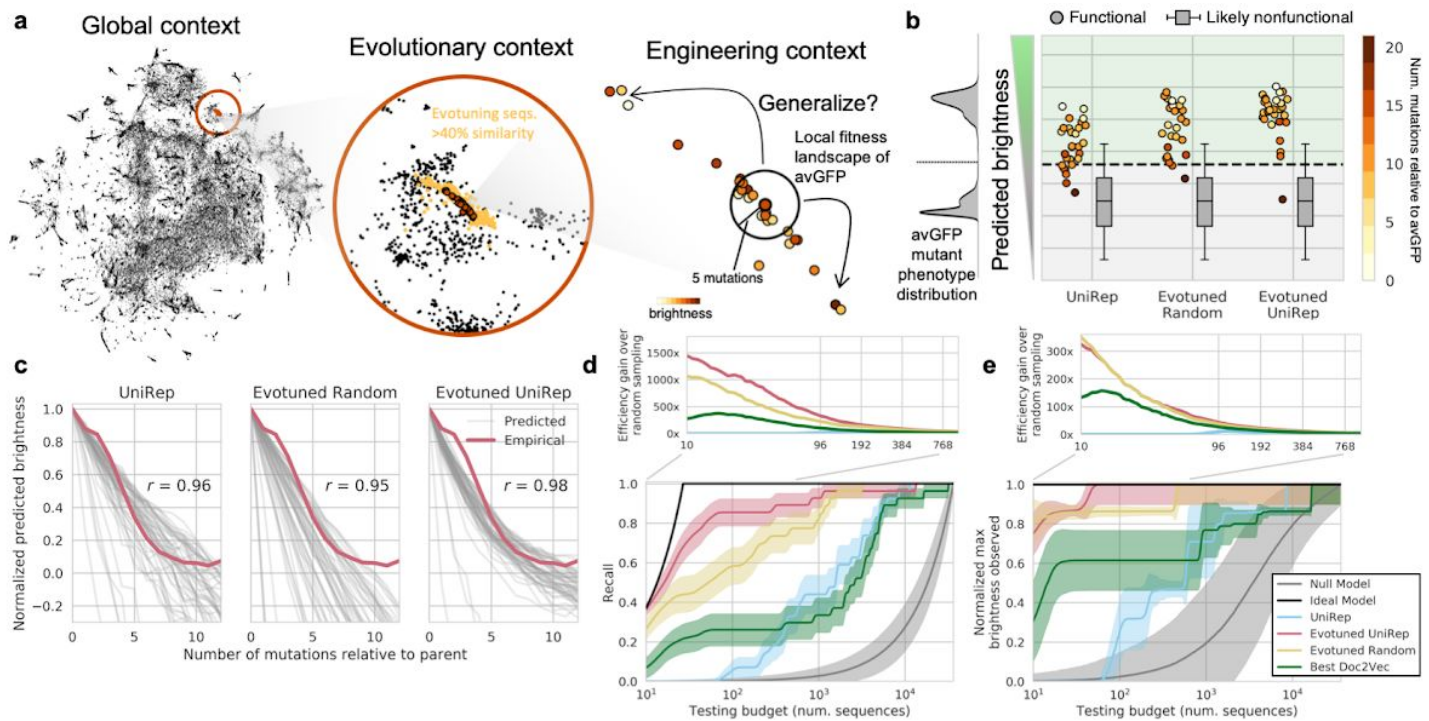 a
Global context
Evolutionary context
Evotuning seqs.
>40% similarity
Engineering context
Generalize?
Local fitness
landscape of
avGFP
5 mutations
brightness
avGFP
mutant
phenotype
distribution
b
Functional
Likely nonfunctional
Predicted brightness
UniRep
Evotuned
Random
Evotuned
UniRep
20
15
10
5
0
Num. mutations relative to avGFP
c
UniRep
Evotuned Random
Evotuned UniRep
Normalized predicted brightness
1.0
0.8
0.6
0.4
0.2
0.0
−0.2
r = 0.96
r = 0.95
Predicted
Empirical
r = 0.98
0
5
10
0
5
10
0
5
10
Number of mutations relative to parent
d
Efficiency gain over
random sampling
1500x
1000x
500x
0x
10
96
192
384
768
Recall
1.0
0.8
0.6
0.4
0.2
0.0
10¹
10²
10³
10⁴
Testing budget (num. sequences)
e
Efficiency gain over
random sampling
300x
200x
100x
0x
10
96
192
384
768
Normalized max
brightness observed
1.0
0.8
0.6
0.4
0.2
0.0
10¹
10²
10³
10⁴
Testing budget (num. sequences)
Null Model
Ideal Model
UniRep
Evotuned UniRep
Evotuned Random
Best Doc2Vec